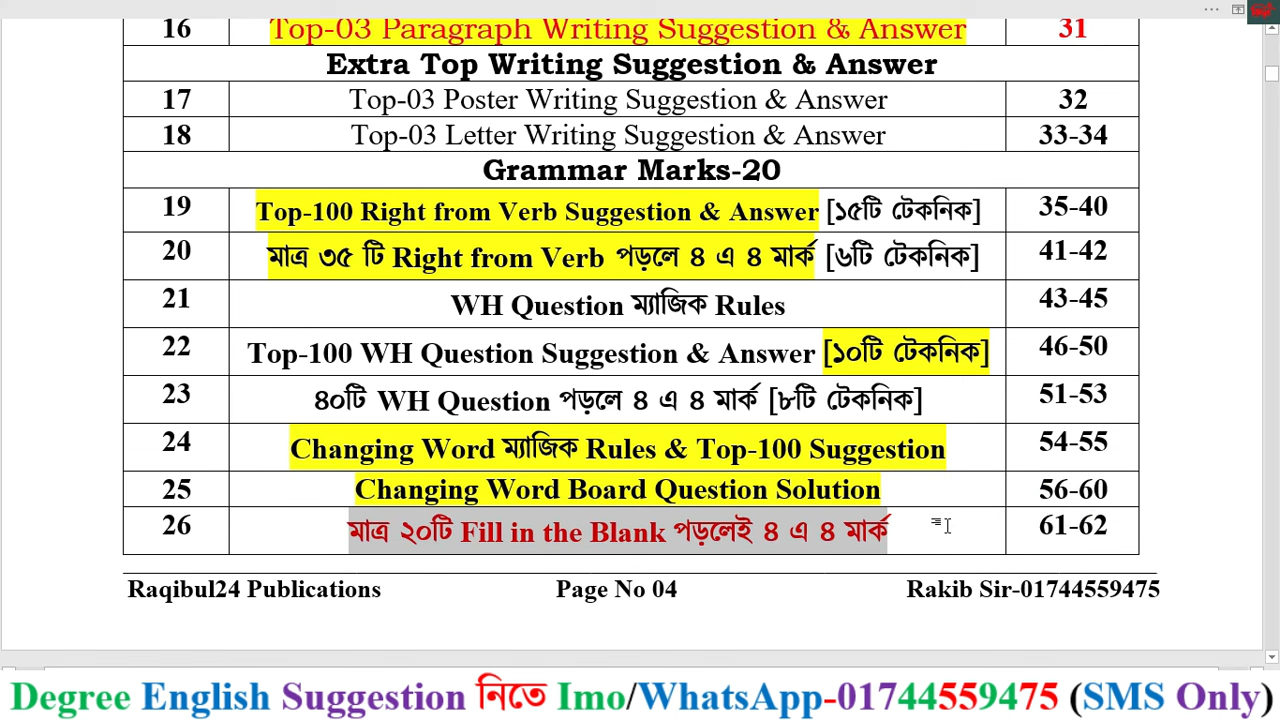 16 Top-03 Paragraph Writing Suggestion & Answer 31
Extra Top Writing Suggestion & Answer
17 Top-03 Poster Writing Suggestion & Answer 32
18 Top-03 Letter Writing Suggestion & Answer 33-34
Grammar Marks-20
19 Top-100 Right from Verb Suggestion & Answer [১৫টি টেকনিক] 35-40
20 মাত্র ৩৫ টি Right from Verb পড়লে ৪ এ ৪ মার্ক [৬টি টেকনিক] 41-42
21 WH Question ম্যাজিক Rules 43-45
22 Top-100 WH Question Suggestion & Answer [১০টি টেকনিক] 46-50
23 ৪০টি WH Question পড়লে ৪ এ ৪ মার্ক [৮টি টেকনিক] 51-53
24 Changing Word ম্যাজিক Rules & Top-100 Suggestion 54-55
25 Changing Word Board Question Solution 56-60
26 মাত্র ২০টি Fill in the Blank পড়লেই ৪ এ ৪ মার্ক 61-62
Raqibul24 Publications Page No 04 Rakib Sir-01744559475
Degree English Suggestion নিতে Imo/WhatsApp-01744559475 (SMS Only)